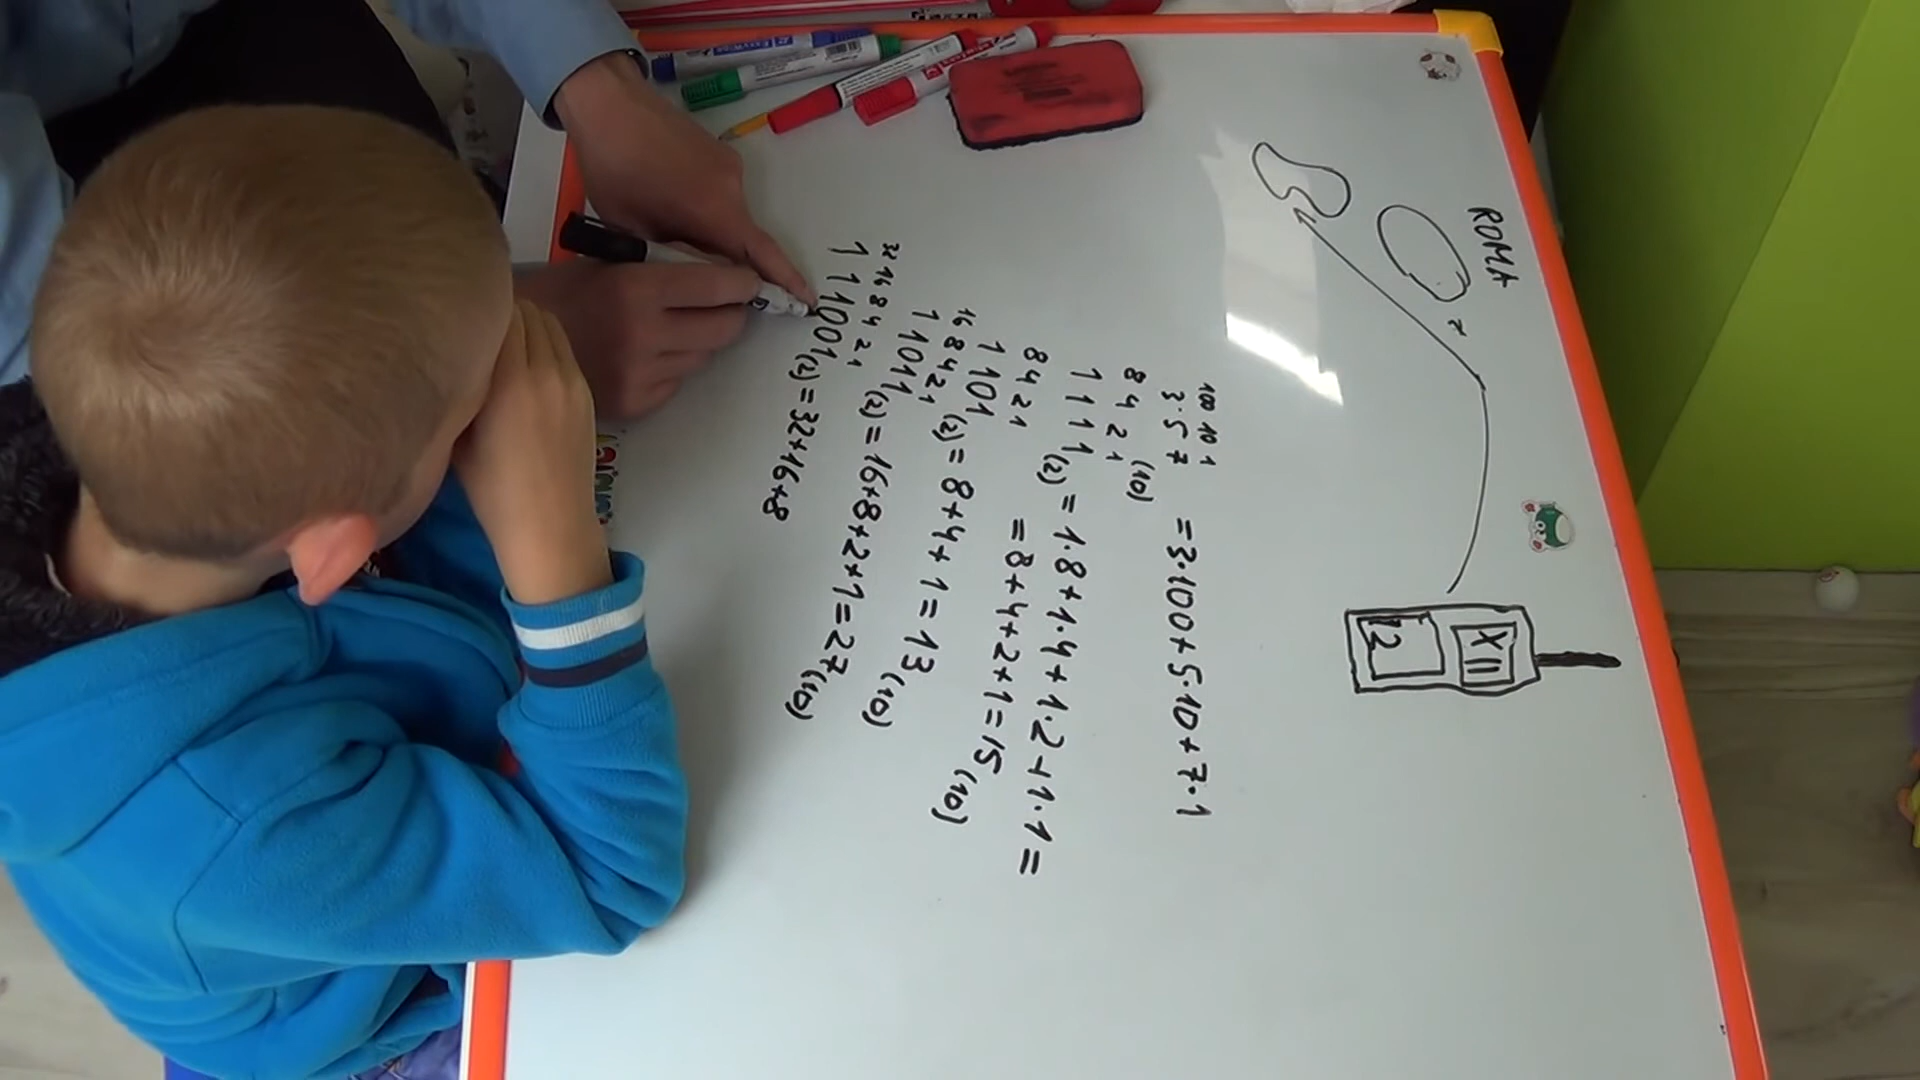 ROMA
XII
12
100 10 1
3·5 7 (10) = 3·100 + 5·10 + 7·1
8 4 2 1
1 1 1 1 (2) = 1·8 + 1·4 + 1·2 + 1·1 =
= 8 + 4 + 2 + 1 = 15 (10)
8 4 2 1
1 1 0 1 (2) = 8 + 4 + 1 = 13 (10)
16 8 4 2 1
1 1 0 1 1 (2) = 16 + 8 + 2 + 1 = 27 (10)
32 16 8 4 2 1
1 1 1 0 0 1 (2) = 32 + 16 + 8